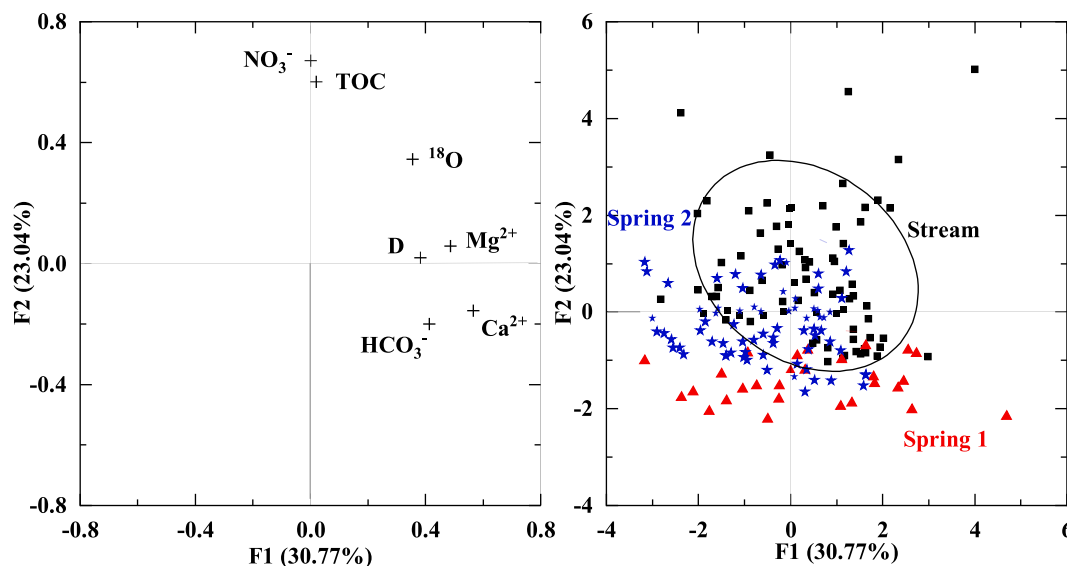 0.8
0.4
0.0
-0.4
-0.8
F2 (23.04%)
NO₃⁻
TOC
¹⁸O
D
Mg²⁺
Ca²⁺
HCO₃⁻
-0.8
-0.4
0.0
0.4
0.8
F1 (30.77%)
6
4
2
0
-2
-4
F2 (23.04%)
Spring 2
Stream
Spring 1
-4
-2
0
2
4
6
F1 (30.77%)